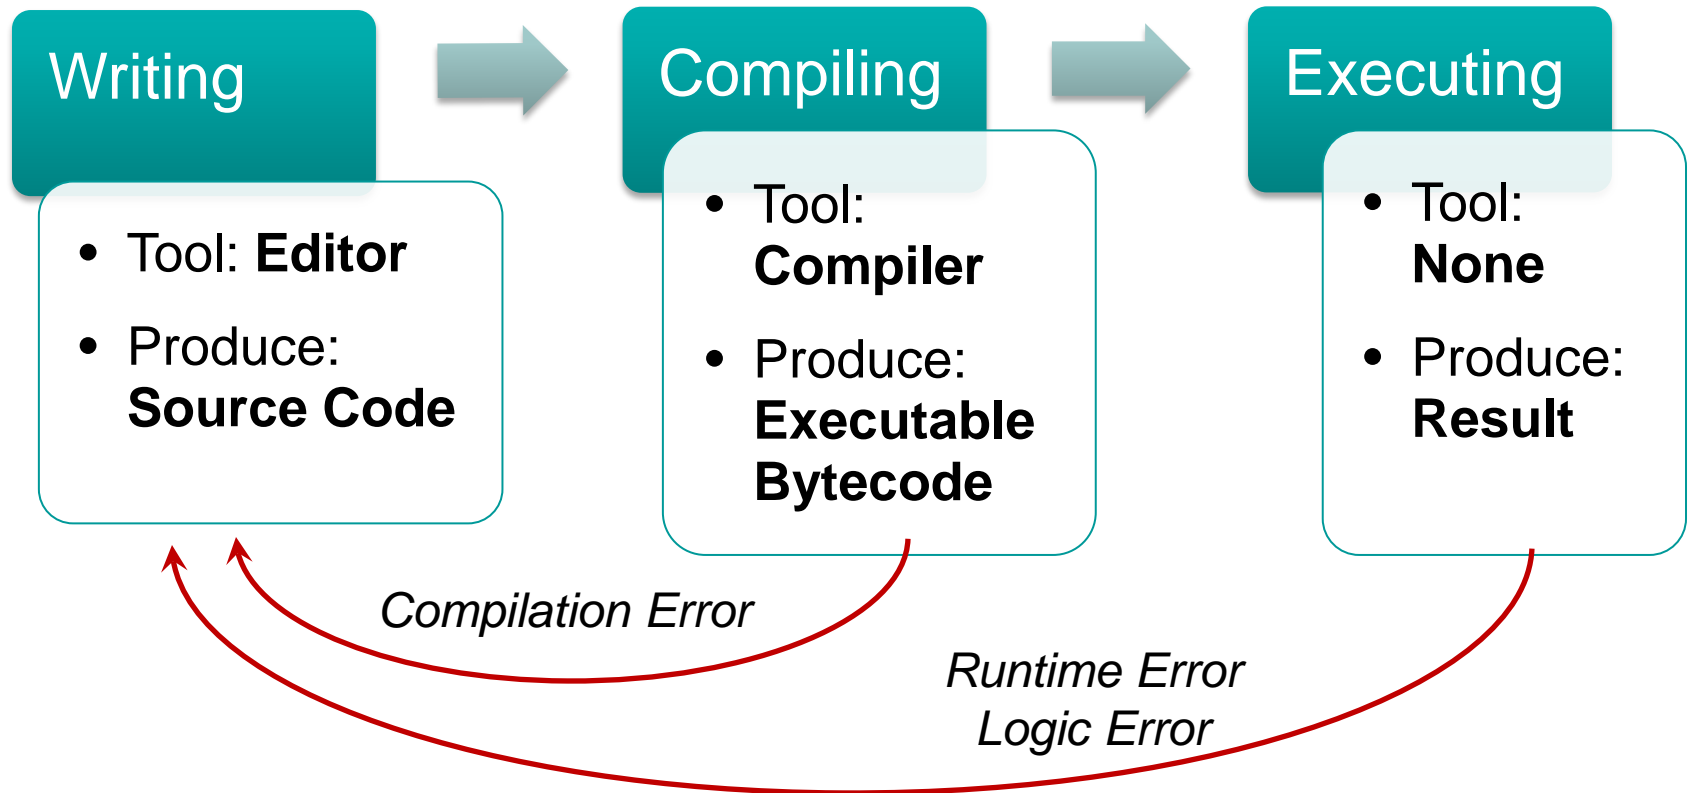 Writing
• Tool: Editor
• Produce:
Source Code
Compiling
• Tool:
Compiler
• Produce:
Executable
Bytecode
Executing
• Tool:
None
• Produce:
Result
Compilation Error
Runtime Error
Logic Error